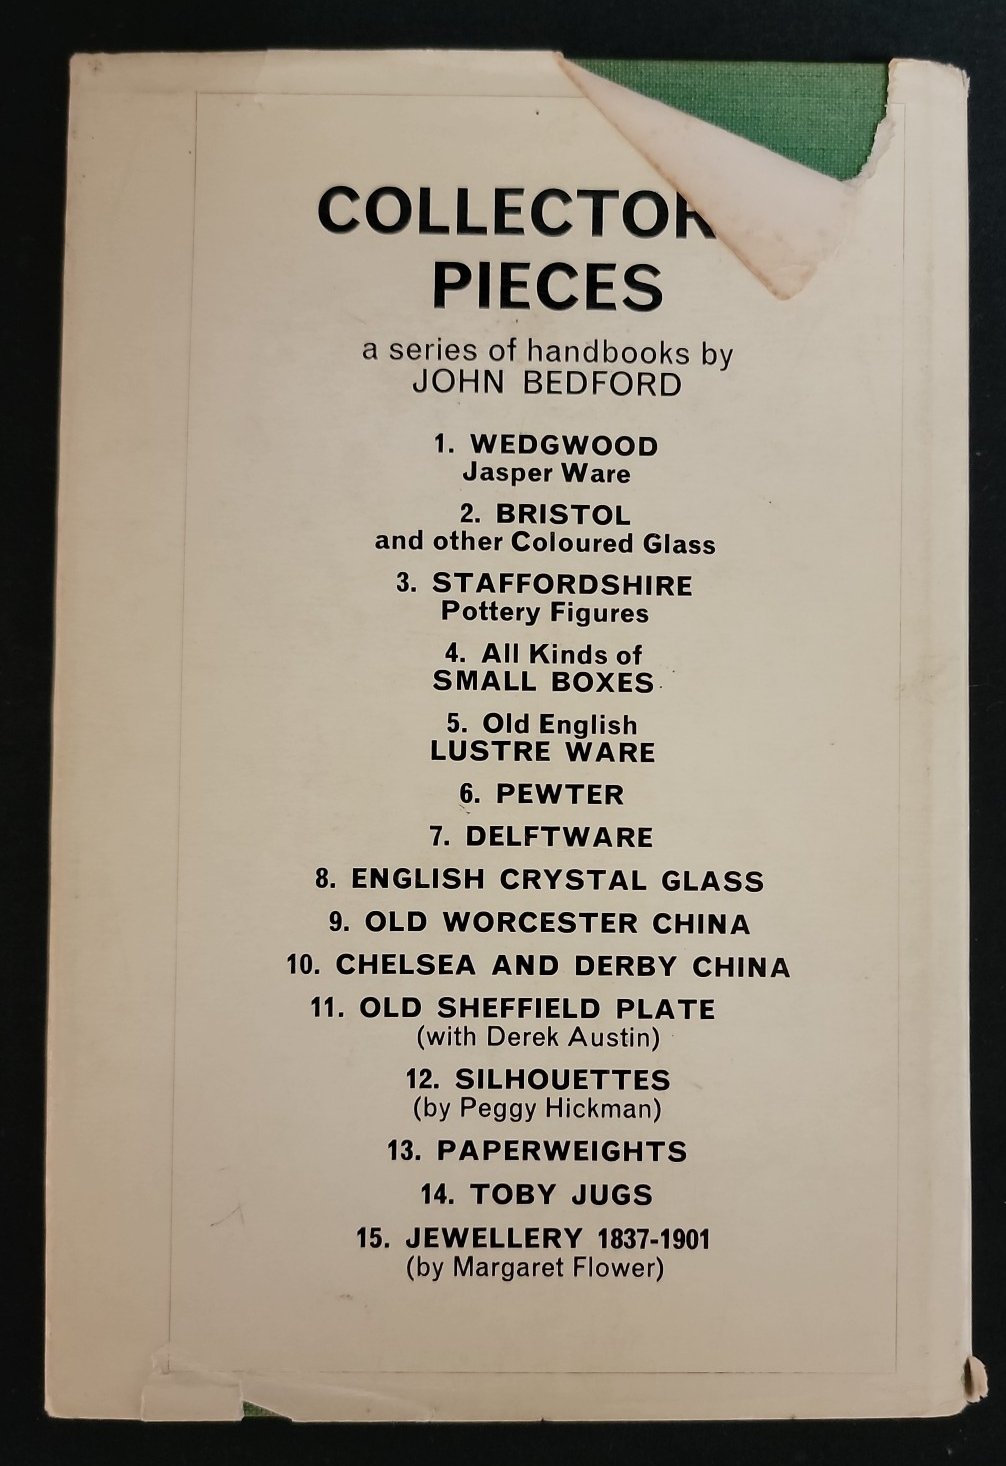 COLLECTOR
PIECES
a series of handbooks by
JOHN BEDFORD
1. WEDGWOOD
Jasper Ware
2. BRISTOL
and other Coloured Glass
3. STAFFORDSHIRE
Pottery Figures
4. All Kinds of
SMALL BOXES
5. Old English
LUSTRE WARE
6. PEWTER
7. DELFTWARE
8. ENGLISH CRYSTAL GLASS
9. OLD WORCESTER CHINA
10. CHELSEA AND DERBY CHINA
11. OLD SHEFFIELD PLATE
(with Derek Austin)
12. SILHOUETTES
(by Peggy Hickman)
13. PAPERWEIGHTS
14. TOBY JUGS
15. JEWELLERY 1837-1901
(by Margaret Flower)